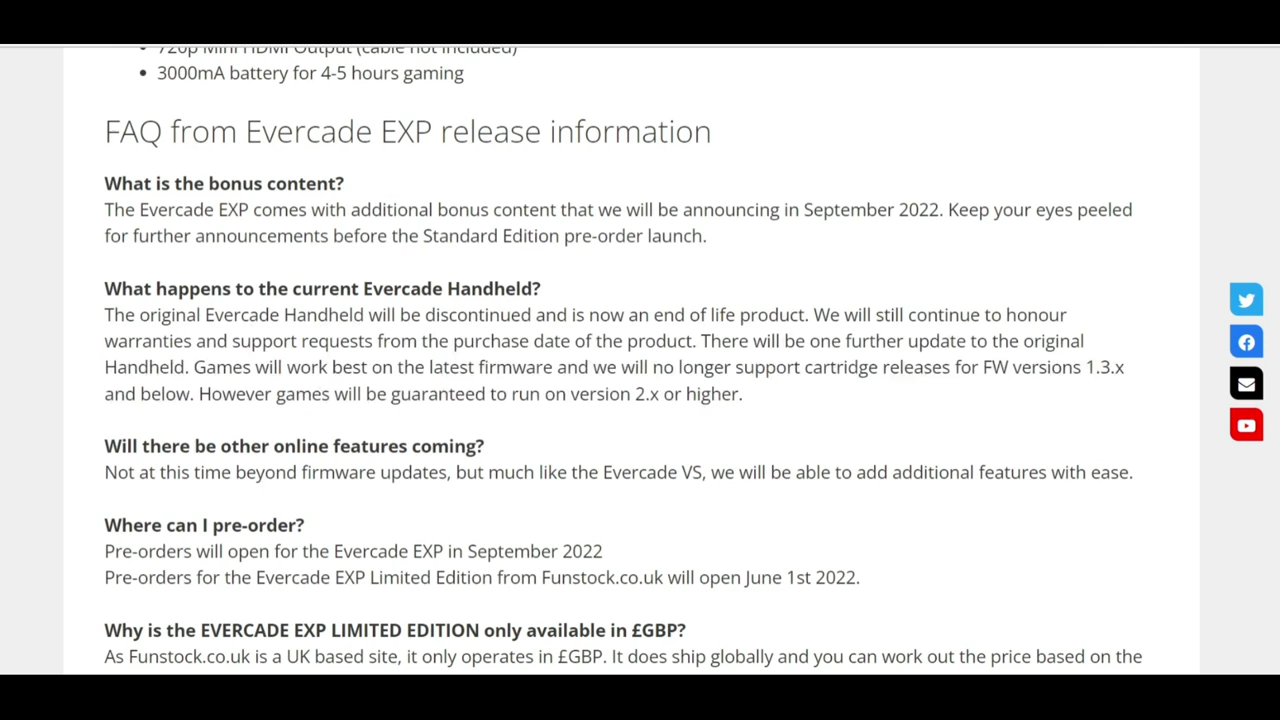 • 720p Mini HDMI Output (cable not included)
• 3000mA battery for 4-5 hours gaming
FAQ from Evercade EXP release information
What is the bonus content?
The Evercade EXP comes with additional bonus content that we will be announcing in September 2022. Keep your eyes peeled
for further announcements before the Standard Edition pre-order launch.
What happens to the current Evercade Handheld?
The original Evercade Handheld will be discontinued and is now an end of life product. We will still continue to honour
warranties and support requests from the purchase date of the product. There will be one further update to the original
Handheld. Games will work best on the latest firmware and we will no longer support cartridge releases for FW versions 1.3.x
and below. However games will be guaranteed to run on version 2.x or higher.
Will there be other online features coming?
Not at this time beyond firmware updates, but much like the Evercade VS, we will be able to add additional features with ease.
Where can I pre-order?
Pre-orders will open for the Evercade EXP in September 2022
Pre-orders for the Evercade EXP Limited Edition from Funstock.co.uk will open June 1st 2022.
Why is the EVERCADE EXP LIMITED EDITION only available in £GBP?
As Funstock.co.uk is a UK based site, it only operates in £GBP. It does ship globally and you can work out the price based on the